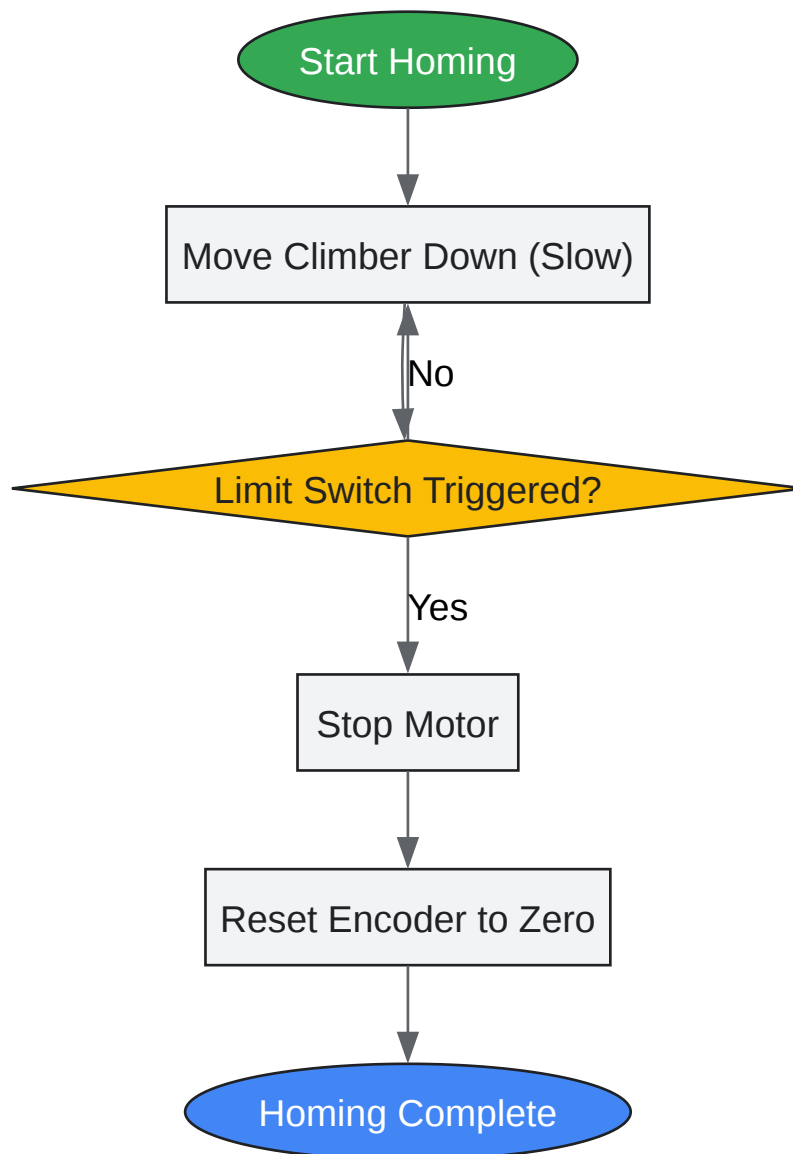 Start Homing
Move Climber Down (Slow)
No
Limit Switch Triggered?
Yes
Stop Motor
Reset Encoder to Zero
Homing Complete